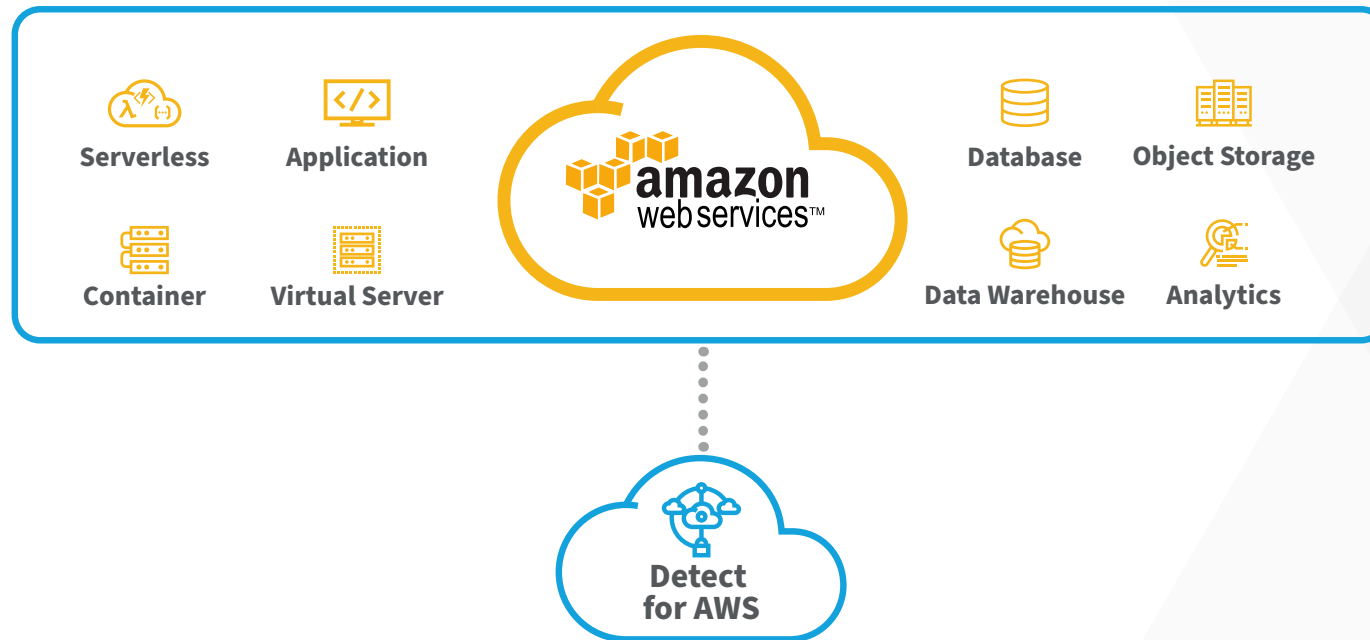 Serverless
Application
amazon
web services™
Database
Object Storage
Container
Virtual Server
Data Warehouse
Analytics
Detect
for AWS